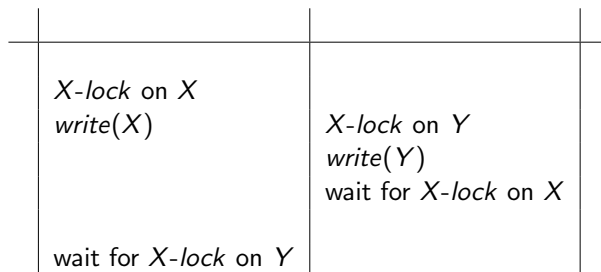 X-lock on X
write(X)
X-lock on Y
write(Y)
wait for X-lock on X
wait for X-lock on Y